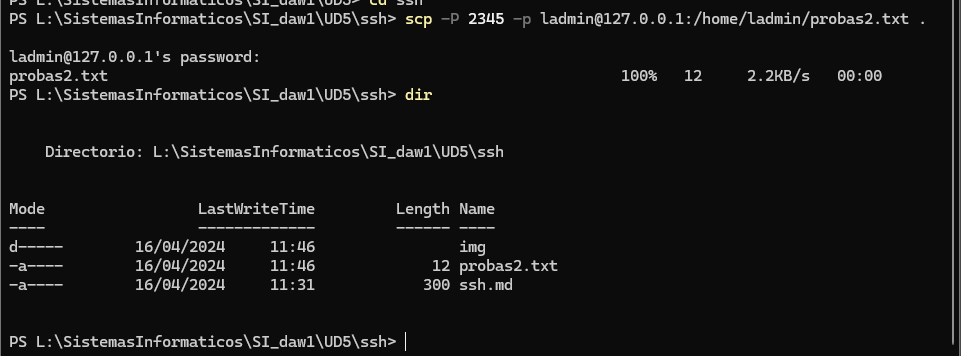 PS L:\SistemasInformaticos\SI_daw1\UD5> cd ssh
PS L:\SistemasInformaticos\SI_daw1\UD5\ssh> scp -P 2345 -p ladmin@127.0.0.1:/home/ladmin/probas2.txt .
ladmin@127.0.0.1's password:
probas2.txt 100% 12 2.2KB/s 00:00
PS L:\SistemasInformaticos\SI_daw1\UD5\ssh> dir
Directorio: L:\SistemasInformaticos\SI_daw1\UD5\ssh
Mode LastWriteTime Length Name
---- ------------- ------ ----
d----- 16/04/2024 11:46 img
-a---- 16/04/2024 11:46 12 probas2.txt
-a---- 16/04/2024 11:31 300 ssh.md
PS L:\SistemasInformaticos\SI_daw1\UD5\ssh>